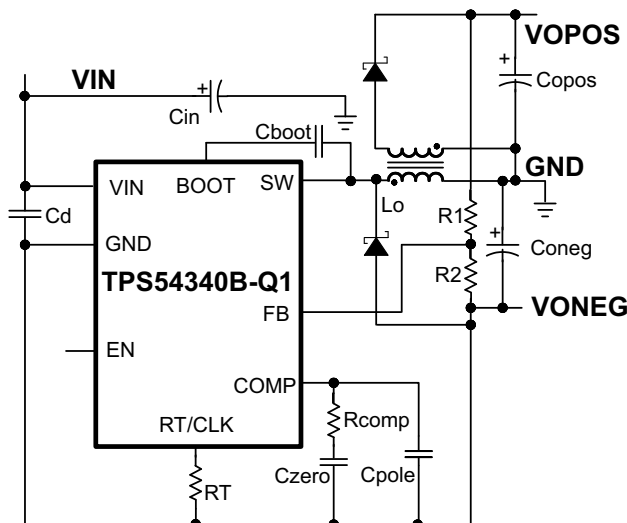 VOPOS
VIN
+
+
Copos
Cin
Cboot
GND
VIN
BOOT
SW
Lo
R1
+
Cd
GND
Coneg
TPS54340B-Q1
R2
FB
VONEG
EN
COMP
RT/CLK
Rcomp
Czero
Cpole
RT